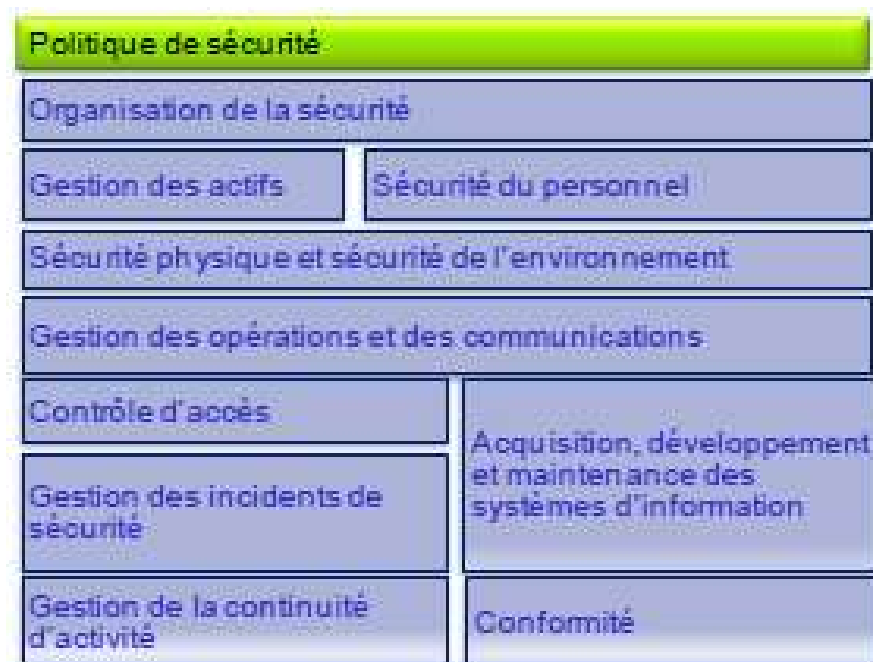 Politique de sécurité
Organisation de la sécurité
Gestion des actifs
Sécurité du personnel
Sécurité physique et sécurité de l'environnement
Gestion des opérations et des communications
Contrôle d'accès
Acquisition, développement
et maintenance des
systèmes d'information
Gestion des incidents de
sécurité
Gestion de la continuité
d'activité
Conformité